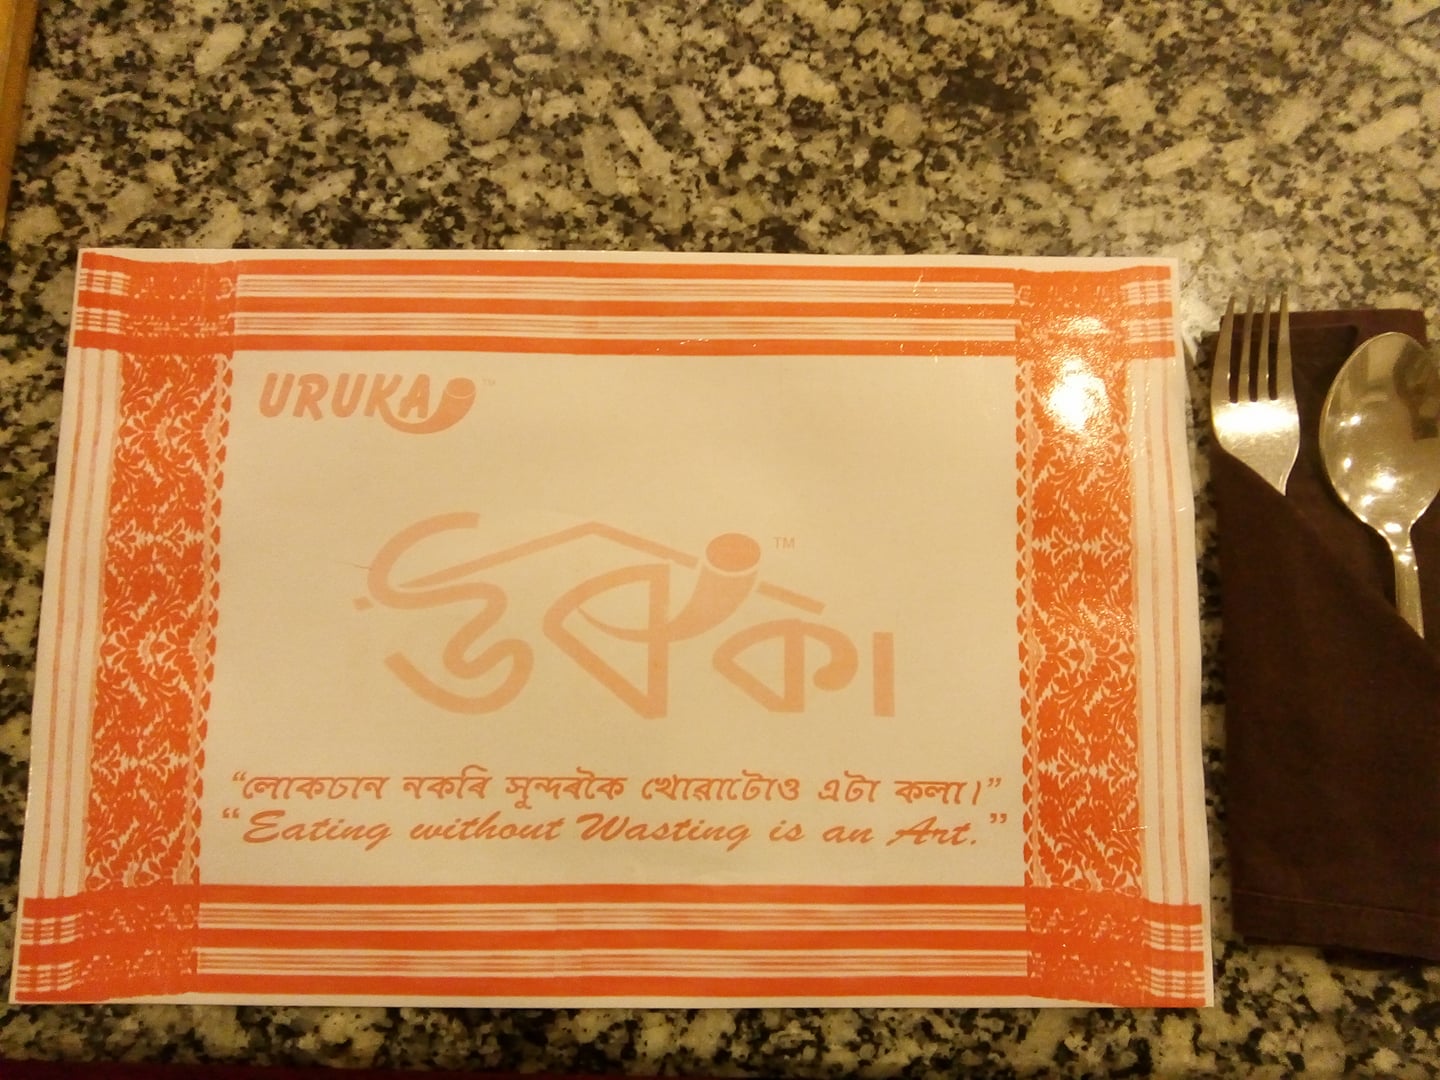 URUKA™
উৰুকা™
“লোকচান নকৰি সুন্দৰকৈ খোৱাটোও এটা কলা।”
“Eating without Wasting is an Art.”